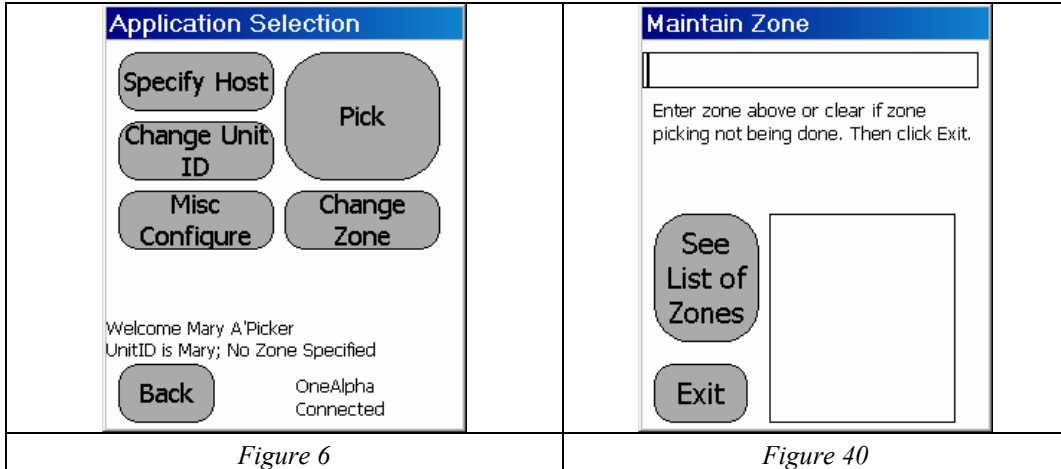 Application Selection
Specify Host
Pick
Change Unit
ID
Misc
Configure
Change
Zone
Welcome Mary A'Picker
UnitID is Mary; No Zone Specified
Back
OneAlpha
Connected
Figure 6
Maintain Zone
Enter zone above or clear if zone
picking not being done. Then click Exit.
See
List of
Zones
Exit
Figure 40